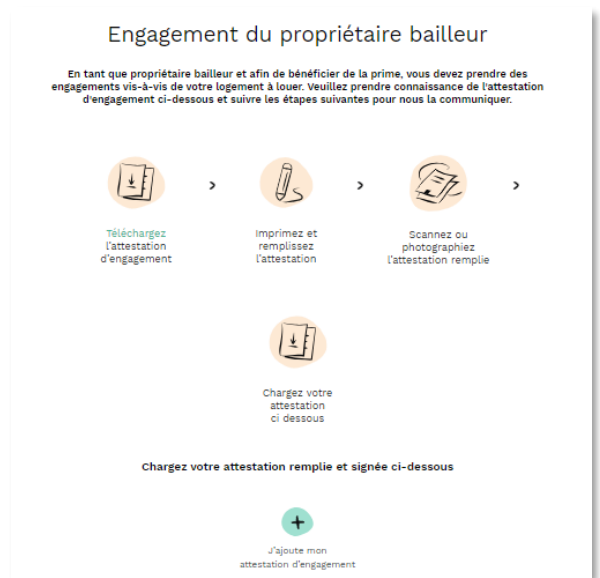 Engagement du propriétaire bailleur
En tant que propriétaire bailleur et afin de bénéficier de la prime, vous devez prendre des
engagements vis-à-vis de votre logement à louer. Veuillez prendre connaissance de l'attestation
d'engagement ci-dessous et suivre les étapes suivantes pour nous la communiquer.
Téléchargez
l'attestation
d'engagement
Imprimez et
remplissez
l'attestation
Scannez ou
photographiez
l'attestation remplie
Chargez votre
attestation
ci dessous
Chargez votre attestation remplie et signée ci-dessous
J'ajoute mon
attestation d'engagement